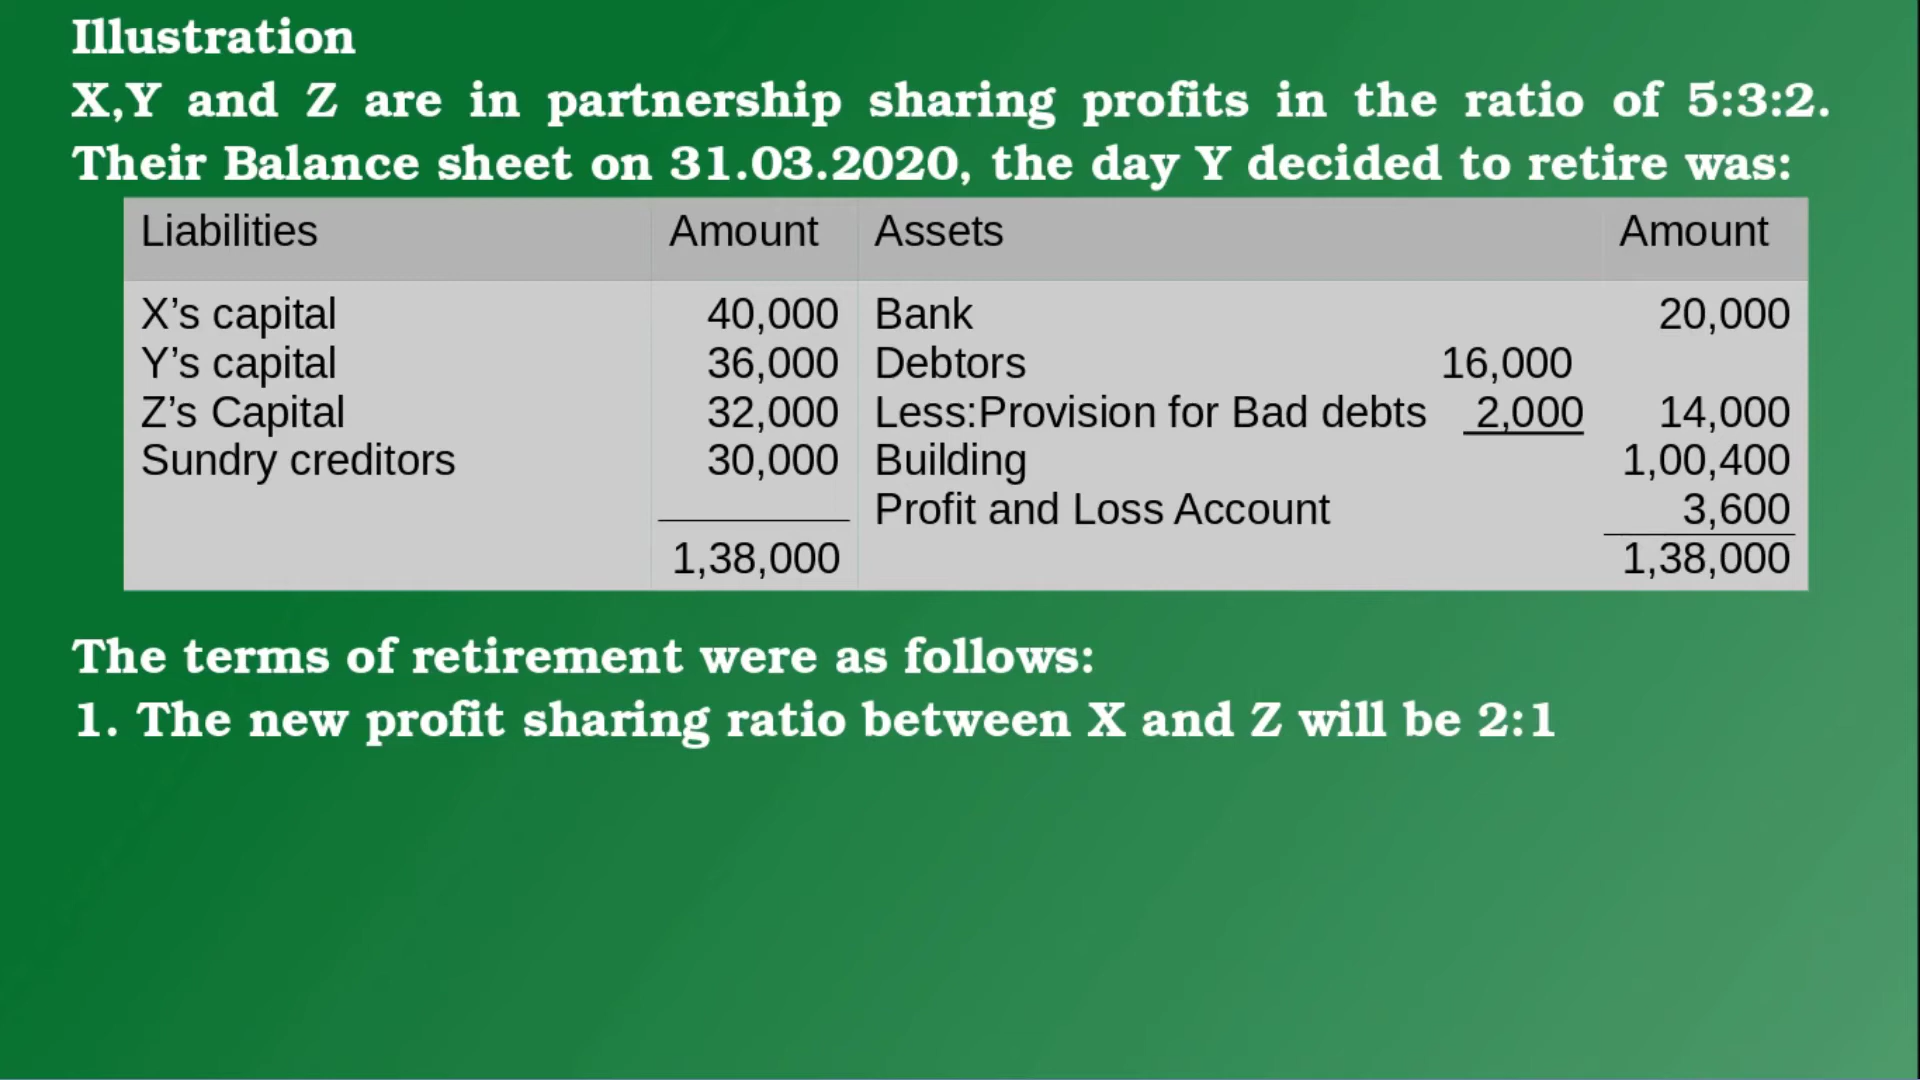 Illustration
X,Y and Z are in partnership sharing profits in the ratio of 5:3:2.
Their Balance sheet on 31.03.2020, the day Y decided to retire was:
Liabilities Amount Assets Amount
X’s capital 40,000 Bank 20,000
Y’s capital 36,000 Debtors 16,000
Z’s Capital 32,000 Less:Provision for Bad debts 2,000 14,000
Sundry creditors 30,000 Building 1,00,400
Profit and Loss Account 3,600
1,38,000 1,38,000
The terms of retirement were as follows:
1. The new profit sharing ratio between X and Z will be 2:1